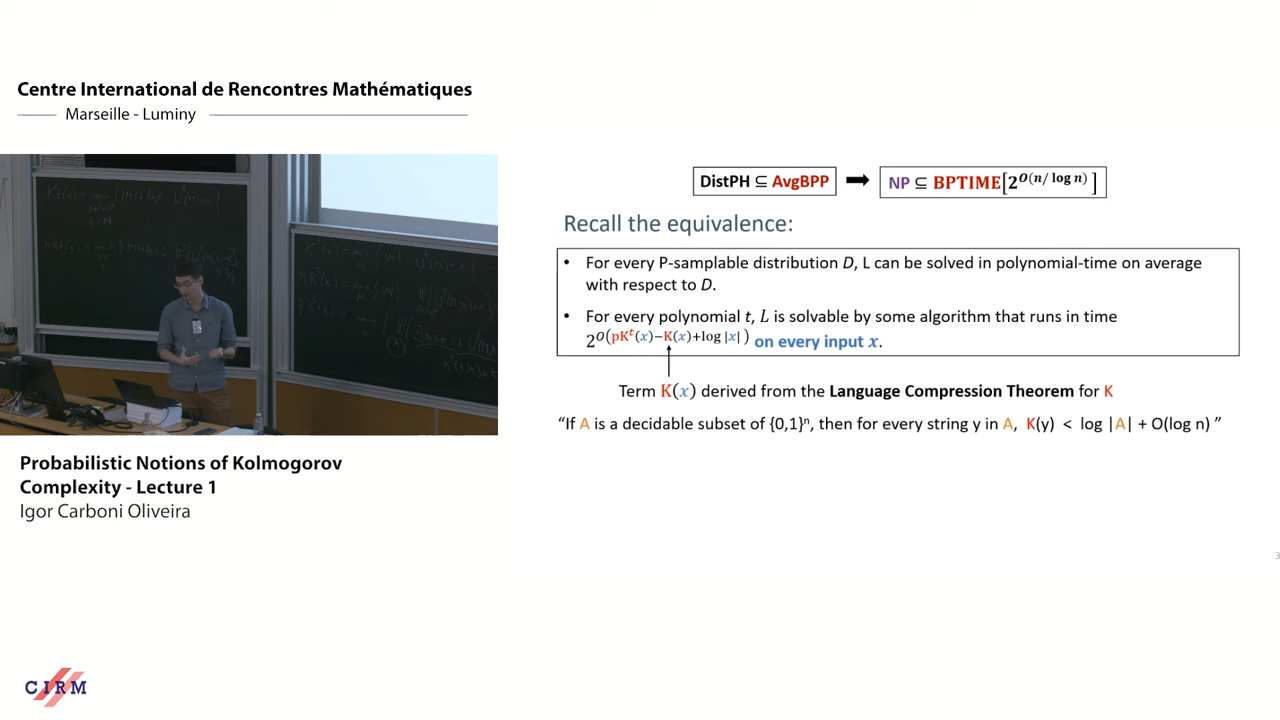 Centre International de Rencontres Mathématiques
Marseille - Luminy
DistPH ⊆ AvgBPP ➡ NP ⊆ BPTIME[2^{O(n/ log n)}]
Recall the equivalence:
• For every P-samplable distribution D, L can be solved in polynomial-time on average
with respect to D.
• For every polynomial t, L is solvable by some algorithm that runs in time
2^{O(pK^t(x)−K(x)+log |x|)} on every input x.
Term K(x) derived from the Language Compression Theorem for K
“If A is a decidable subset of {0,1}ⁿ, then for every string y in A, K(y) < log |A| + O(log n) ”
Probabilistic Notions of Kolmogorov
Complexity - Lecture 1
Igor Carboni Oliveira
3
CIRM